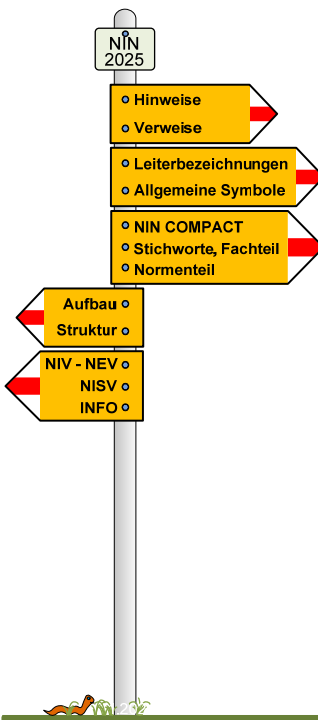 NIN
2025
Hinweise
Verweise
Leiterbezeichnungen
Allgemeine Symbole
NIN COMPACT
Stichworte, Fachteil
Normenteil
Aufbau
Struktur
NIV - NEV
NISV
INFO